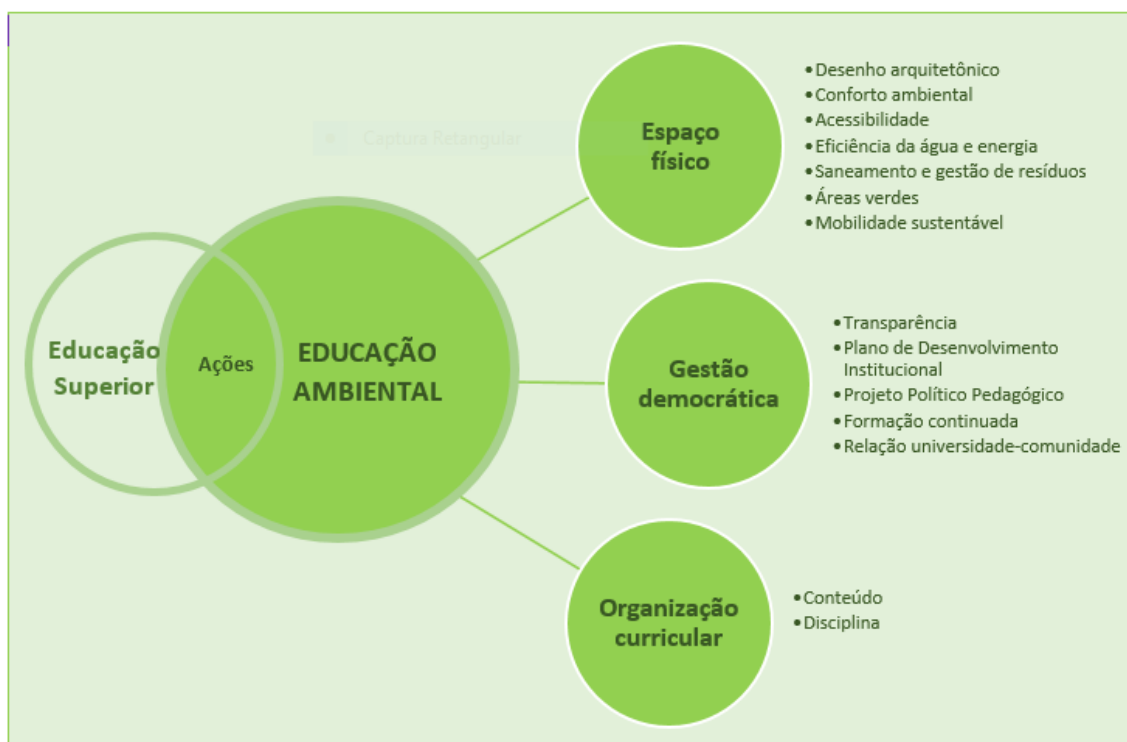 Captura Retangular
Espaço
físico
•Desenho arquitetônico
•Conforto ambiental
•Acessibilidade
•Eficiência da água e energia
•Saneamento e gestão de resíduos
•Áreas verdes
•Mobilidade sustentável
Educação
Superior
Ações
EDUCAÇÃO
AMBIENTAL
Gestão
democrática
•Transparência
•Plano de Desenvolvimento
Institucional
•Projeto Político Pedagógico
•Formação continuada
•Relação universidade-comunidade
Organização
curricular
•Conteúdo
•Disciplina